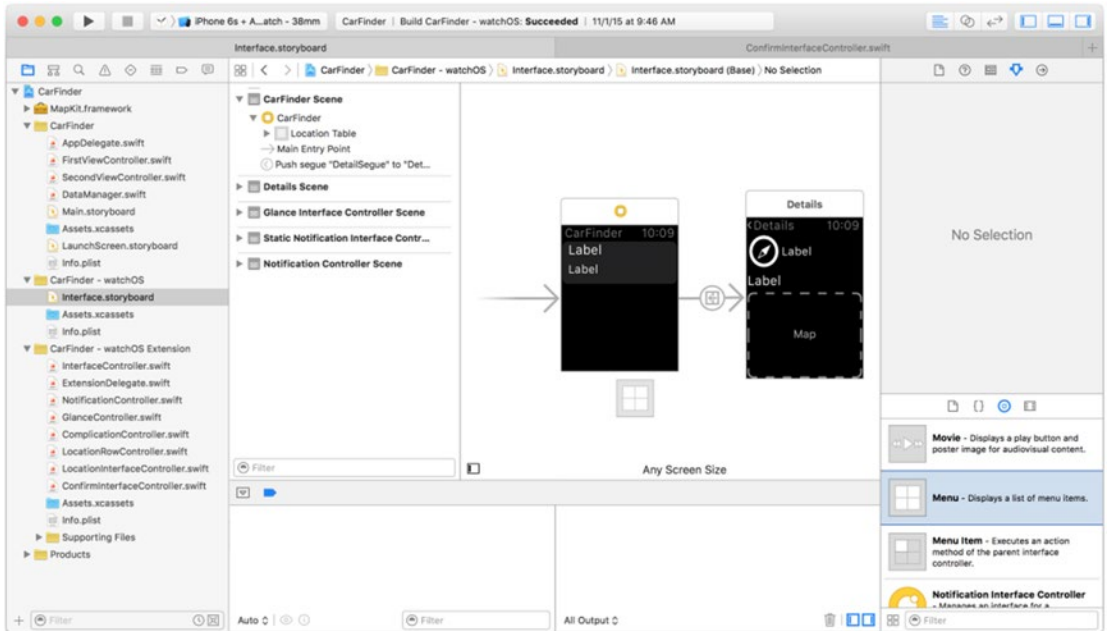 iPhone 6s + A...atch - 38mm
CarFinder | Build CarFinder - watchOS: Succeeded | 11/1/15 at 9:46 AM
Interface.storyboard
ConfirmInterfaceController.swift
CarFinder
MapKit.framework
CarFinder
AppDelegate.swift
FirstViewController.swift
SecondViewController.swift
DataManager.swift
Main.storyboard
Assets.xcassets
LaunchScreen.storyboard
Info.plist
CarFinder - watchOS
Interface.storyboard
Assets.xcassets
Info.plist
CarFinder - watchOS Extension
InterfaceController.swift
ExtensionDelegate.swift
NotificationController.swift
GlanceController.swift
ComplicationController.swift
LocationRowController.swift
LocationInterfaceController.swift
ConfirmInterfaceController.swift
Assets.xcassets
Info.plist
Supporting Files
Products
Filter
CarFinder
CarFinder - watchOS
Interface.storyboard
Interface.storyboard (Base)
No Selection
CarFinder Scene
CarFinder
Location Table
Main Entry Point
Push segue "DetailSegue" to "Det...
Details Scene
Glance Interface Controller Scene
Static Notification Interface Contr...
Notification Controller Scene
Filter
CarFinder 10:09
Label
Label
Details
<Details 10:09
Label
Label
Map
Any Screen Size
Auto
Filter
All Output
No Selection
Movie - Displays a play button and
poster image for audiovisual content.
Menu - Displays a list of menu items.
Menu Item - Executes an action
method of the parent interface
controller.
Notification Interface Controller
- Manages an interface for a
Filter